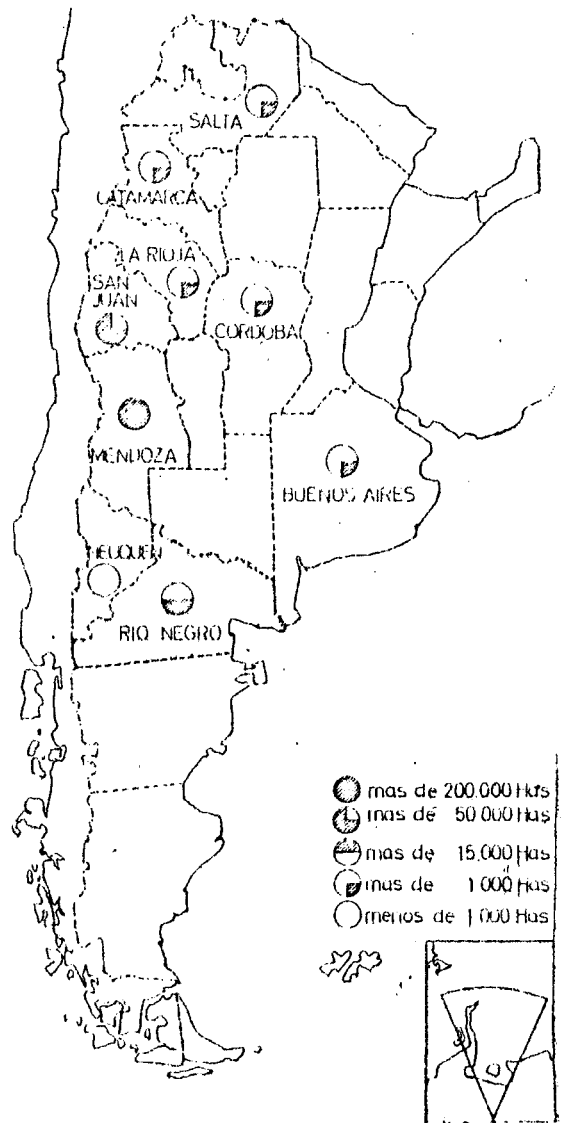 SALTA
CATAMARCA
LA RIOJA
SAN
JUAN
CORDOBA
MENDOZA
BUENOS AIRES
NEUQUEN
RIO NEGRO
mas de 200.000 Has
mas de 50.000 Has
mas de 15.000 Has
mas de 1.000 Has
menos de 1.000 Has